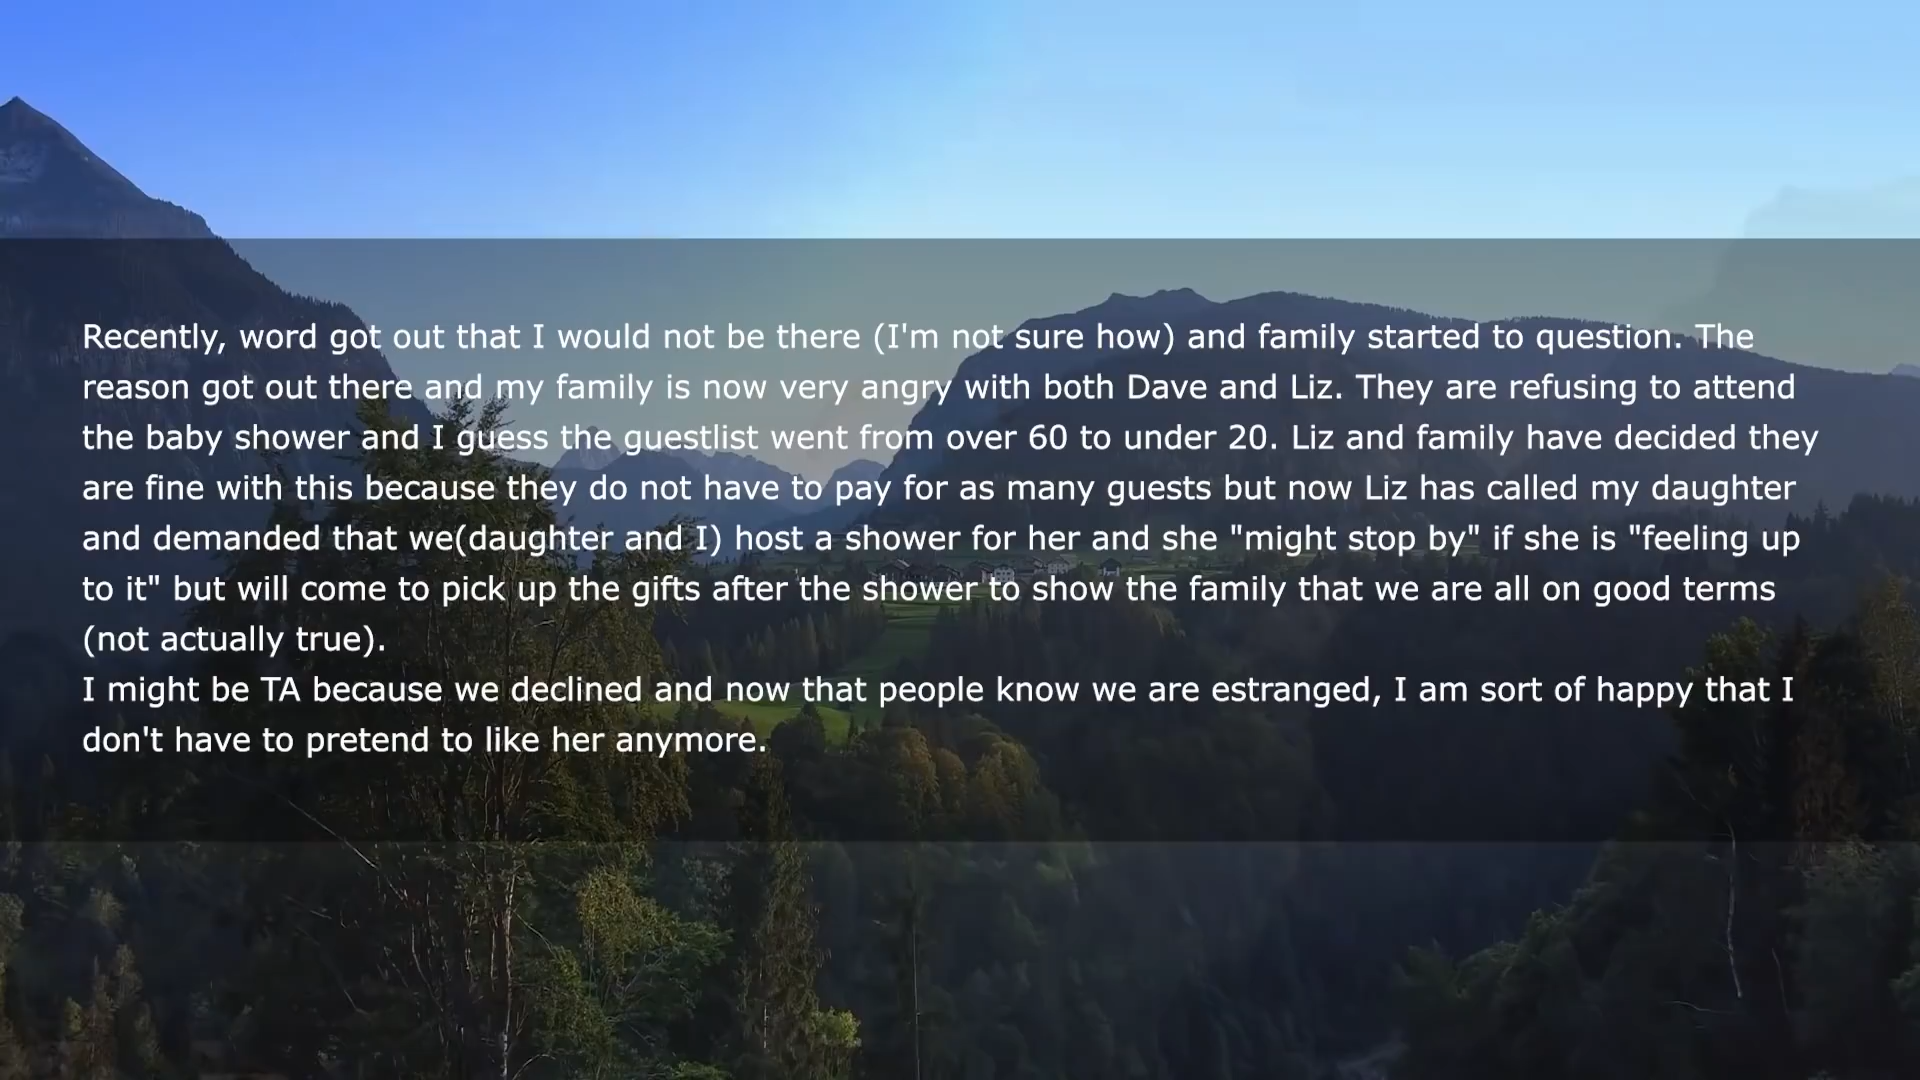 Recently, word got out that I would not be there (I'm not sure how) and family started to question. The
reason got out there and my family is now very angry with both Dave and Liz. They are refusing to attend
the baby shower and I guess the guestlist went from over 60 to under 20. Liz and family have decided they
are fine with this because they do not have to pay for as many guests but now Liz has called my daughter
and demanded that we(daughter and I) host a shower for her and she "might stop by" if she is "feeling up
to it" but will come to pick up the gifts after the shower to show the family that we are all on good terms
(not actually true).
I might be TA because we declined and now that people know we are estranged, I am sort of happy that I
don't have to pretend to like her anymore.